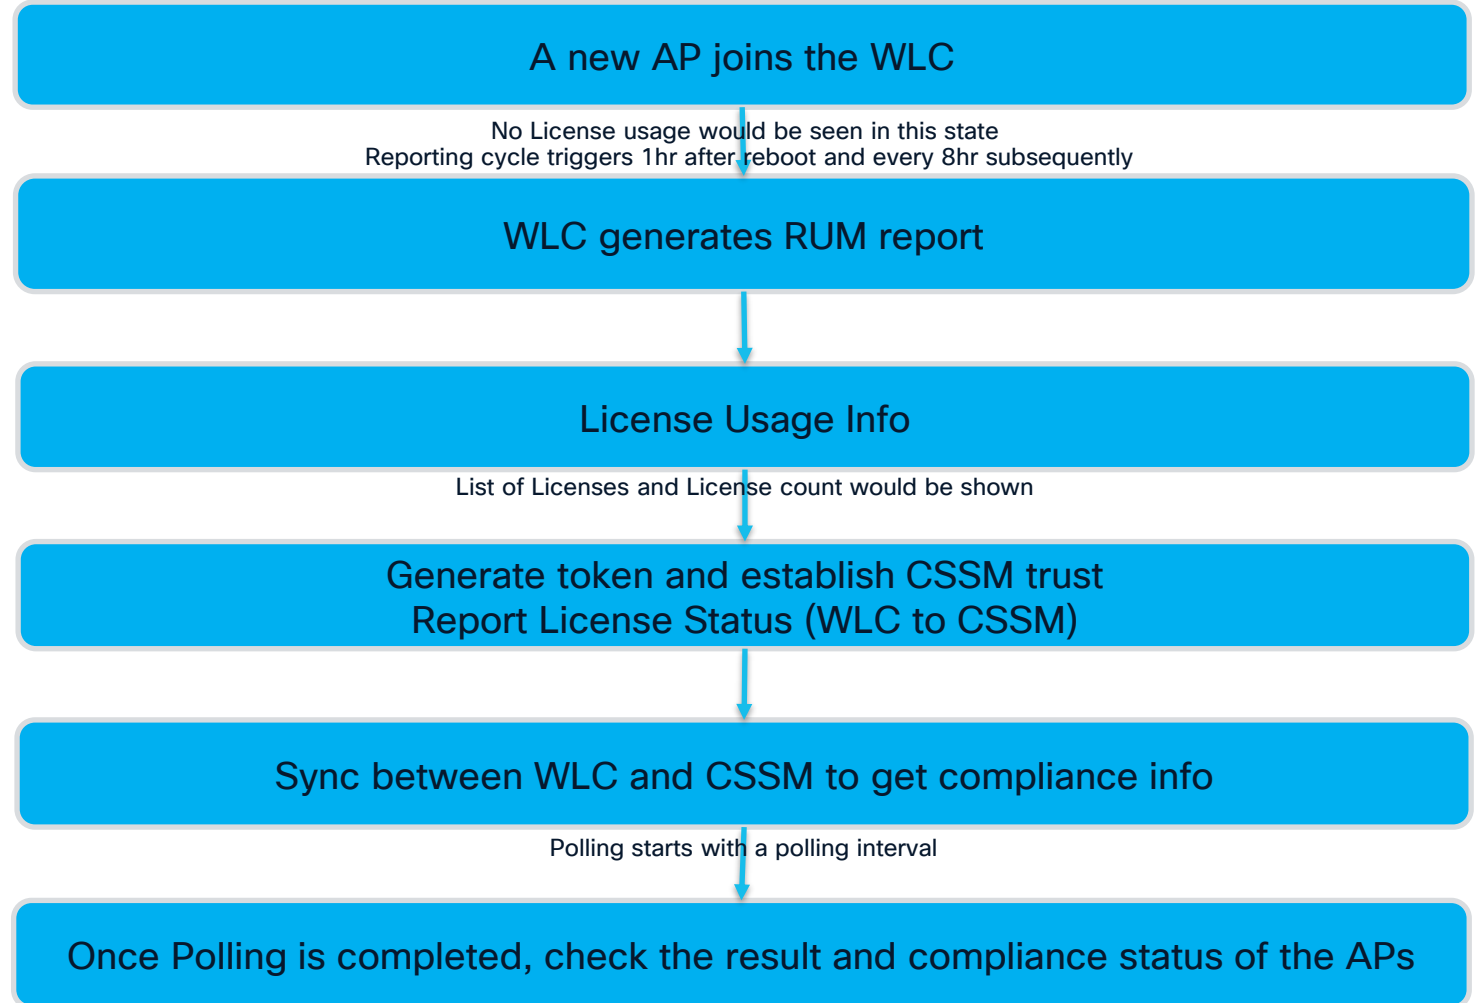 A new AP joins the WLC
No License usage would be seen in this state
Reporting cycle triggers 1hr after reboot and every 8hr subsequently
WLC generates RUM report
License Usage Info
List of Licenses and License count would be shown
Generate token and establish CSSM trust
Report License Status (WLC to CSSM)
Sync between WLC and CSSM to get compliance info
Polling starts with a polling interval
Once Polling is completed, check the result and compliance status of the APs